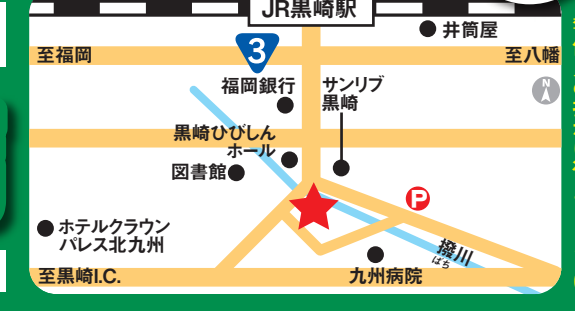 JR黒崎駅
井筒屋
至福岡
3
至八幡
福岡銀行
サンリブ
黒崎
N
黒崎ひびしん
ホール
図書館
P
ホテルクラウン
パレス北九州
撥川
ばち
至黒崎I.C.
九州病院